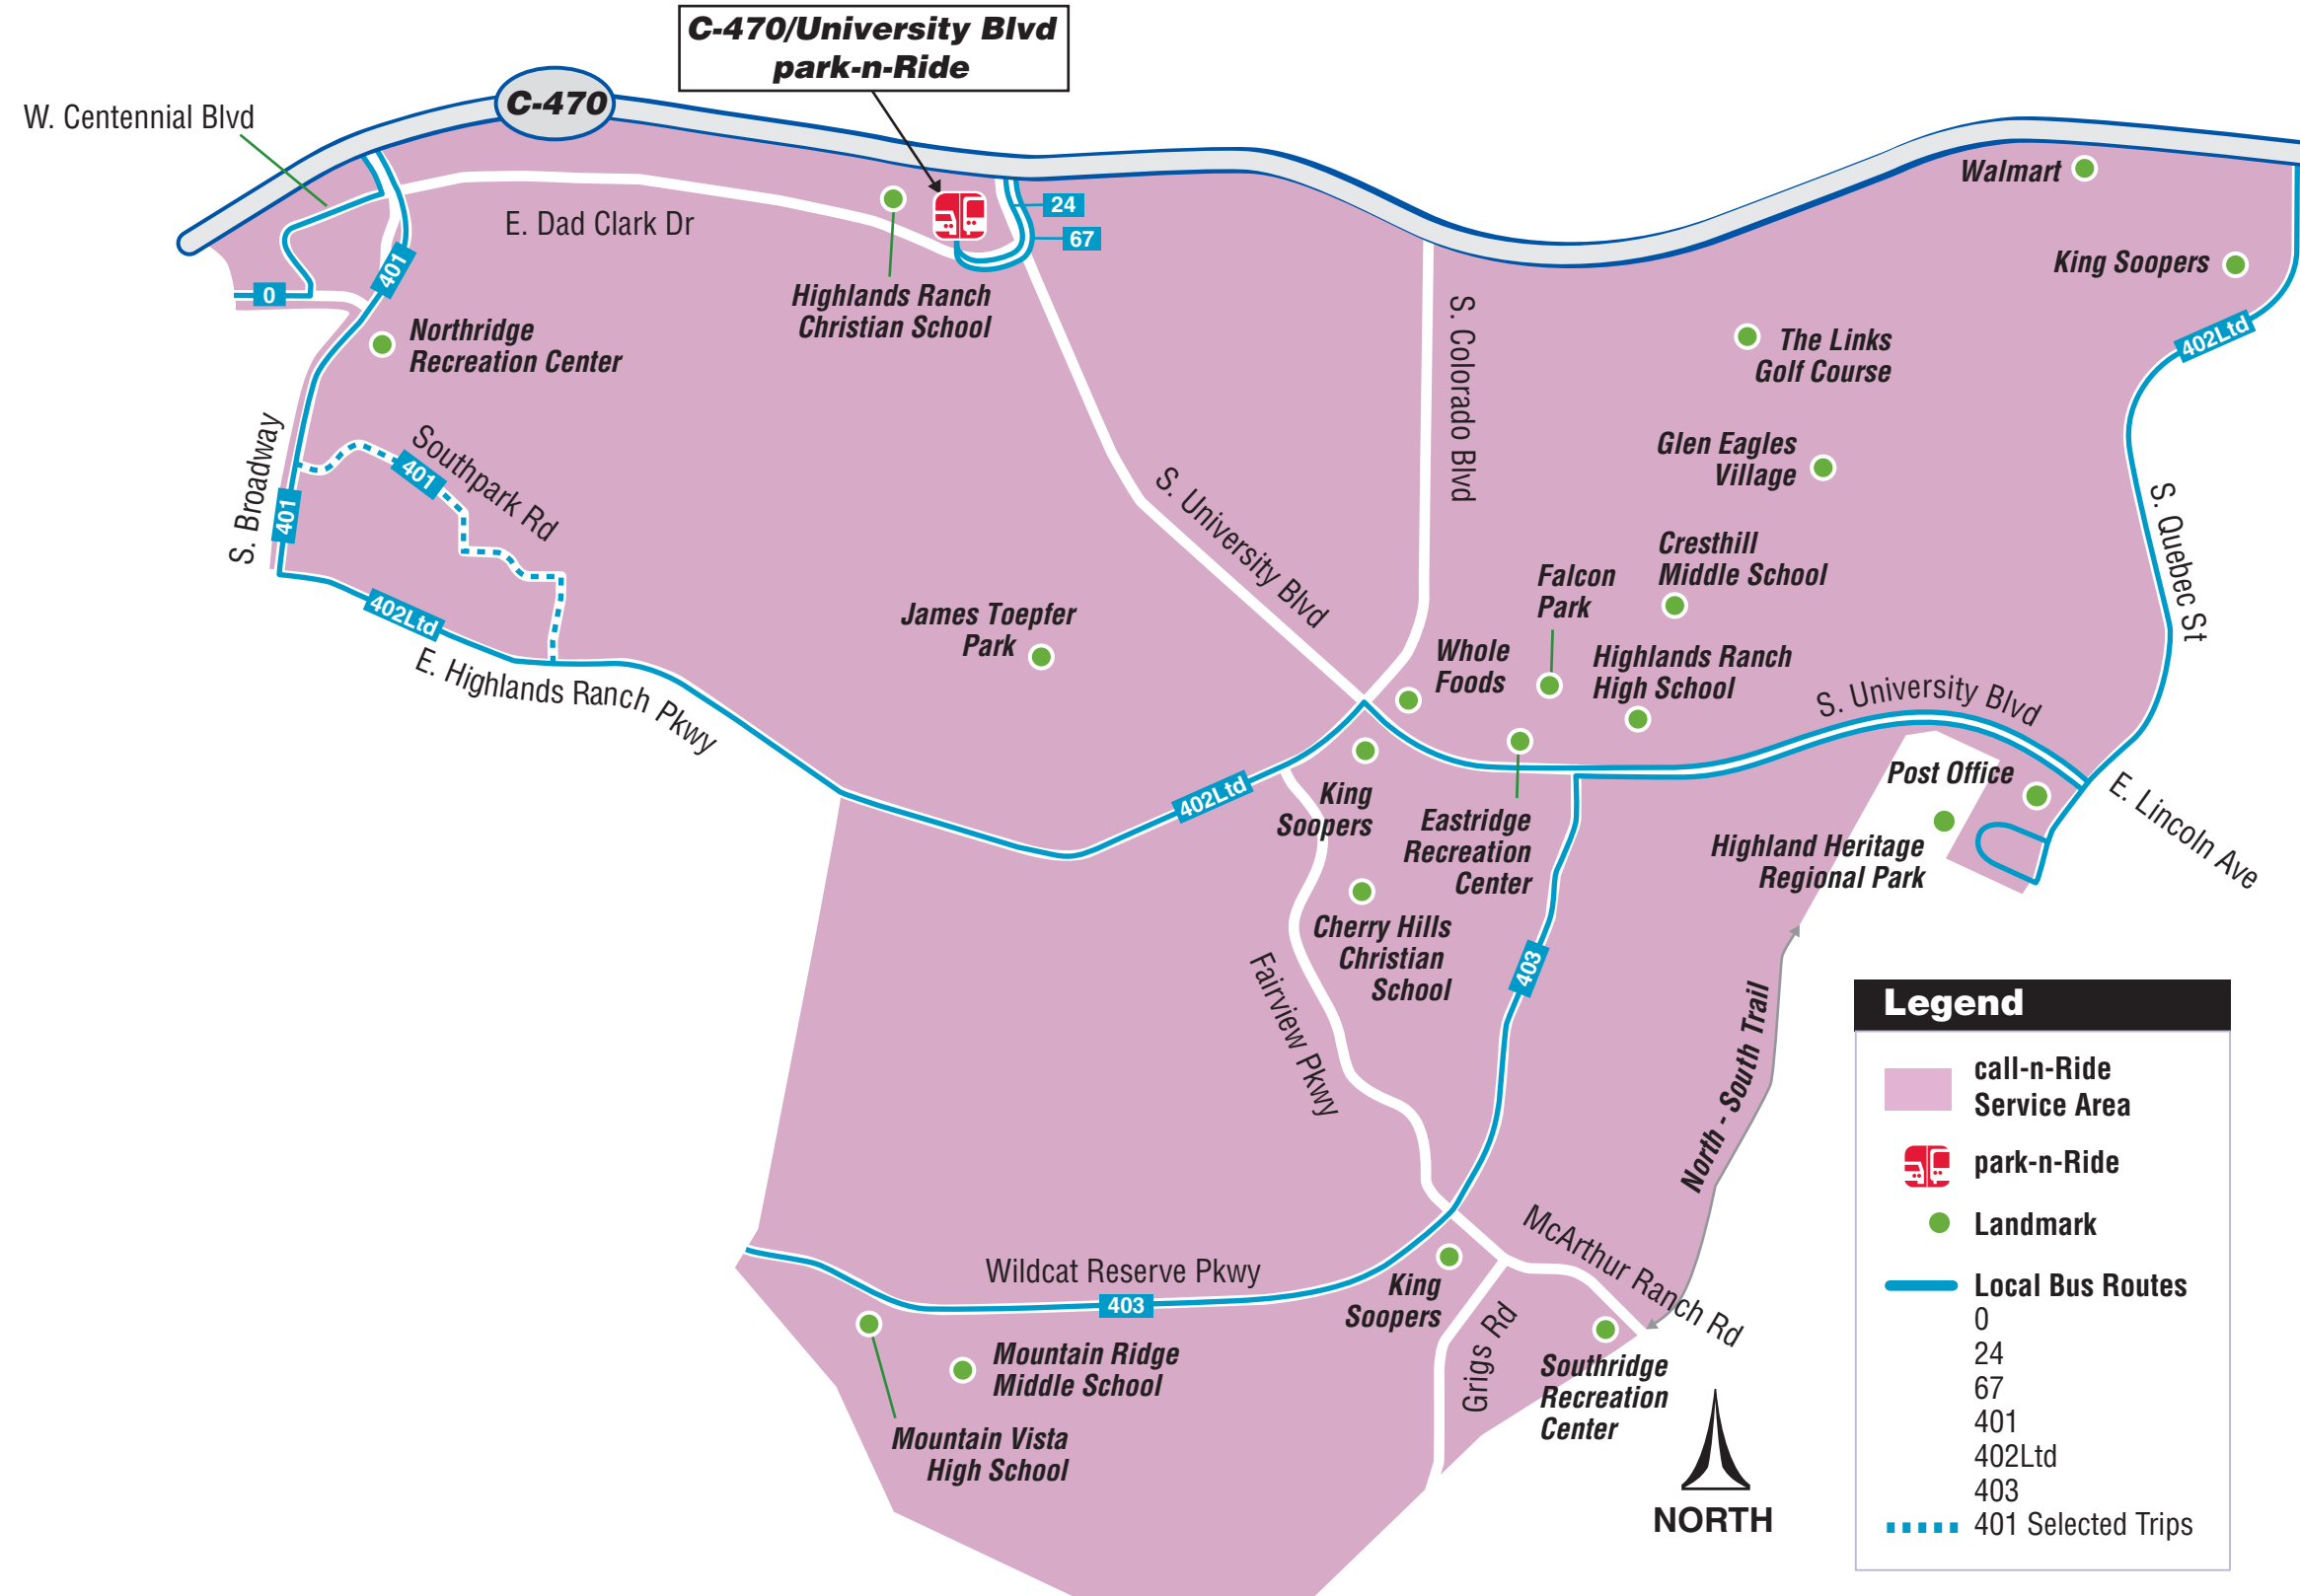 C-470/University Blvd
park-n-Ride
C-470
W. Centennial Blvd
Walmart
24
E. Dad Clark Dr
67
King Soopers
401
0
Highlands Ranch
Christian School
Northridge
Recreation Center
S. Colorado Blvd
The Links
Golf Course
402Ltd
S. Broadway
Southpark Rd
401
401
Glen Eagles
Village
S. University Blvd
S. Quebec St
Cresthill
Middle School
Falcon
Park
402Ltd
James Toepfer
Park
Whole
Foods
Highlands Ranch
High School
E. Highlands Ranch Pkwy
S. University Blvd
Post Office
402Ltd
King
Soopers
Eastridge
Recreation
Center
E. Lincoln Ave
Highland Heritage
Regional Park
Cherry Hills
Christian
School
403
Fairview Pkwy
North - South Trail
McArthur Ranch Rd
Wildcat Reserve Pkwy
403
King
Soopers
Grigs Rd
Mountain Ridge
Middle School
Southridge
Recreation
Center
Mountain Vista
High School
NORTH
Legend
call-n-Ride
Service Area
park-n-Ride
Landmark
Local Bus Routes
0
24
67
401
402Ltd
403
401 Selected Trips